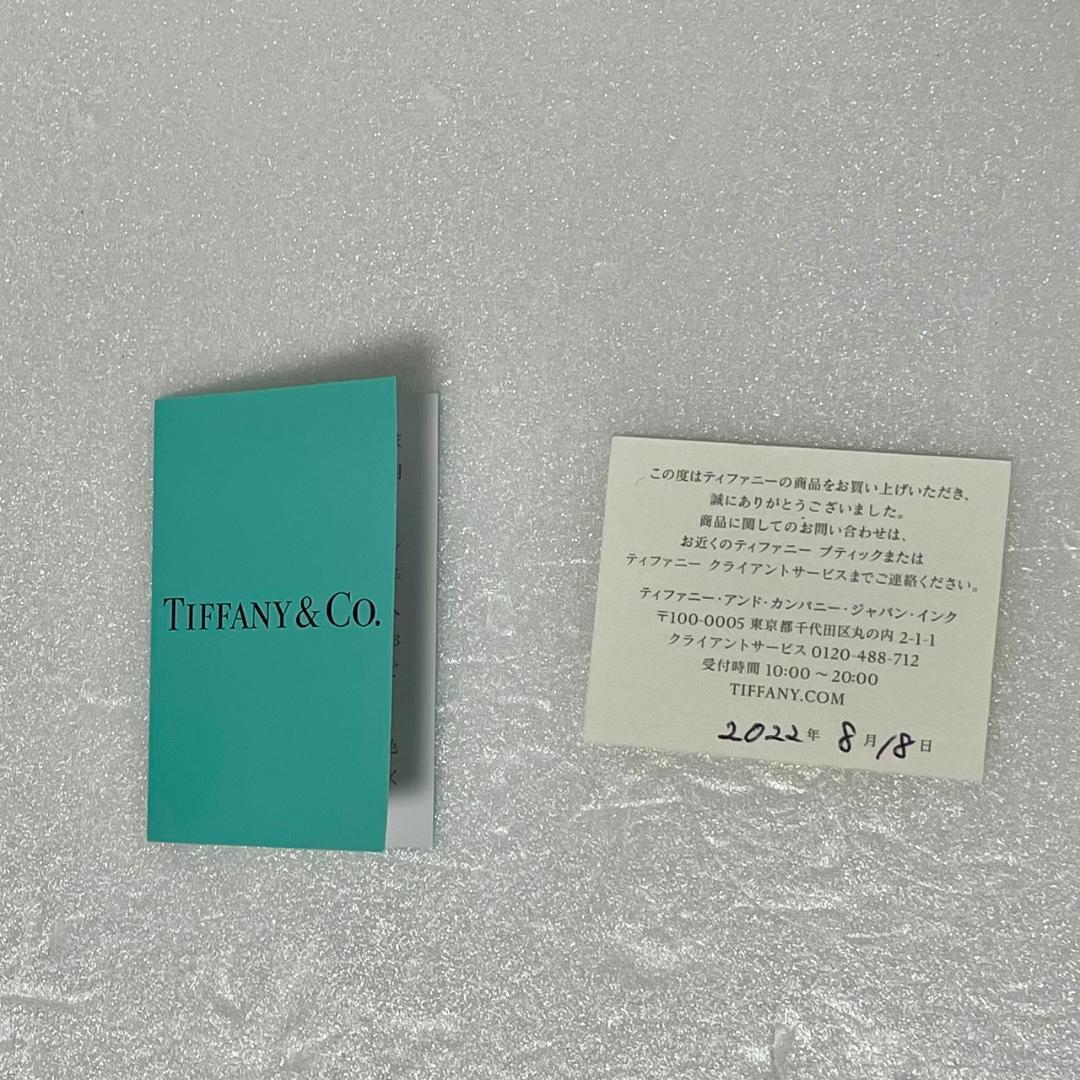 TIFFANY & CO.
この度はティファニーの商品をお買い上げいただき、
誠にありがとうございました。
商品に関してのお問い合わせは、
お近くのティファニー ブティックまたは
ティファニー クライアントサービスまでご連絡ください。
ティファニー・アンド・カンパニー・ジャパン・インク
〒100-0005 東京都千代田区丸の内 2-1-1
クライアントサービス 0120-488-712
受付時間 10:00 ~ 20:00
TIFFANY.COM
2022年 8月18日